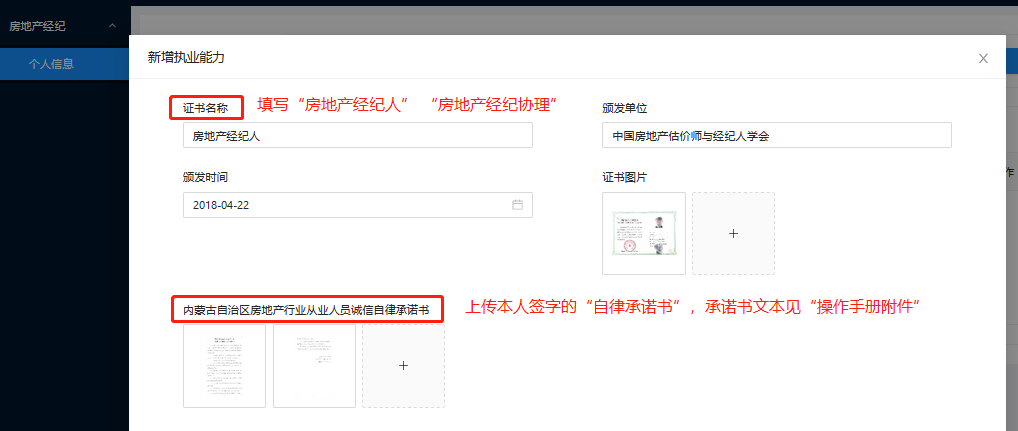 房地产经纪
个人信息
新增执业能力
证书名称
填写“房地产经纪人” “房地产经纪协理”
颁发单位
房地产经纪人
中国房地产估价师与经纪人学会
颁发时间
证书图片
2018-04-22
作
内蒙古自治区房地产行业从业人员诚信自律承诺书
上传本人签字的“自律承诺书”，承诺书文本见“操作手册附件”